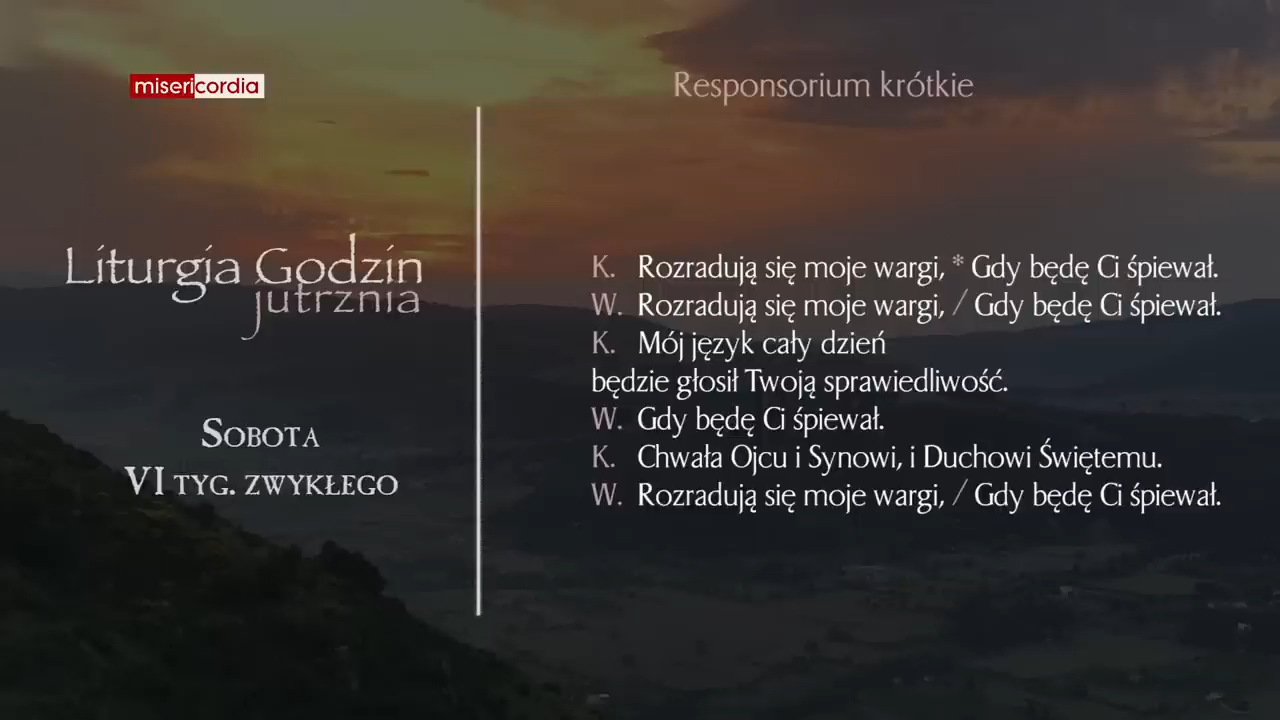 misericordia
Responsorium krótkie
Liturgia Godzin
jutrznia
Sobota
VI tyg. zwykłego
K. Rozradują się moje wargi, * Gdy będę Ci śpiewał.
W. Rozradują się moje wargi, / Gdy będę Ci śpiewał.
K. Mój język cały dzień
będzie głosił Twoją sprawiedliwość.
W. Gdy będę Ci śpiewał.
K. Chwała Ojcu i Synowi, i Duchowi Świętemu.
W. Rozradują się moje wargi, / Gdy będę Ci śpiewał.